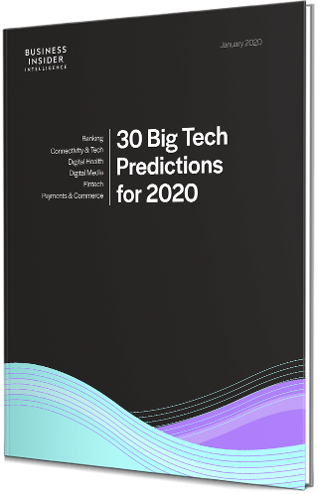 BUSINESS
INSIDER
INTELLIGENCE
January 2020
Banking
Connectivity & Tech
Digital Health
Digital Media
Fintech
Payments & Commerce
30 Big Tech
Predictions
for 2020